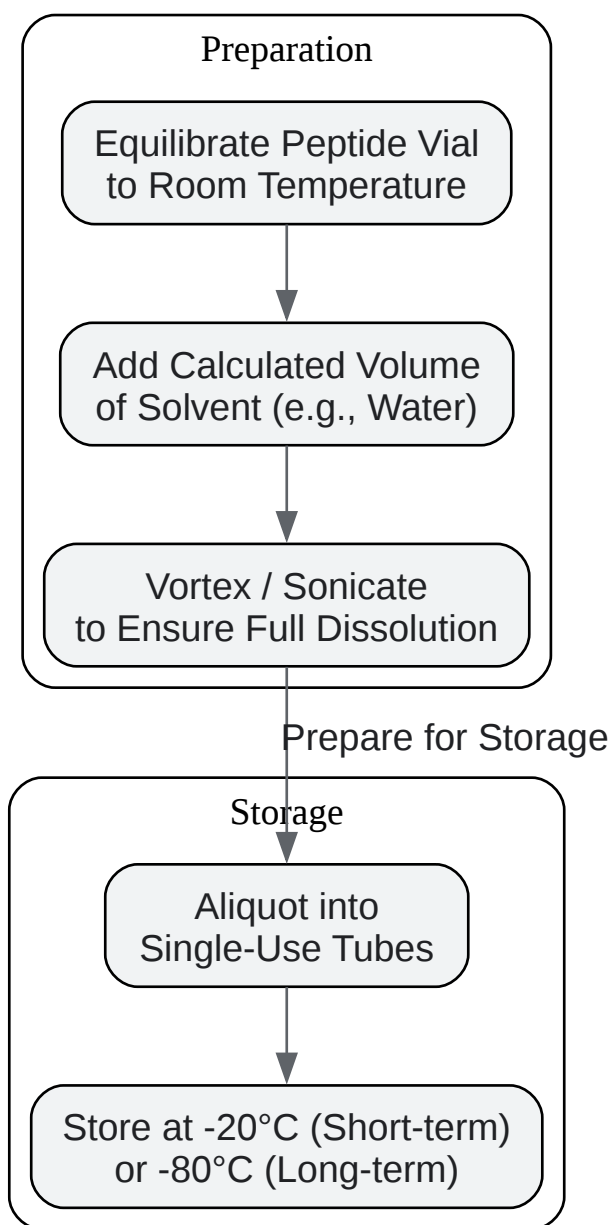 Preparation
Equilibrate Peptide Vial
to Room Temperature
Add Calculated Volume
of Solvent (e.g., Water)
Vortex / Sonicate
to Ensure Full Dissolution
Prepare for Storage
Storage
Aliquot into
Single-Use Tubes
Store at -20°C (Short-term)
or -80°C (Long-term)